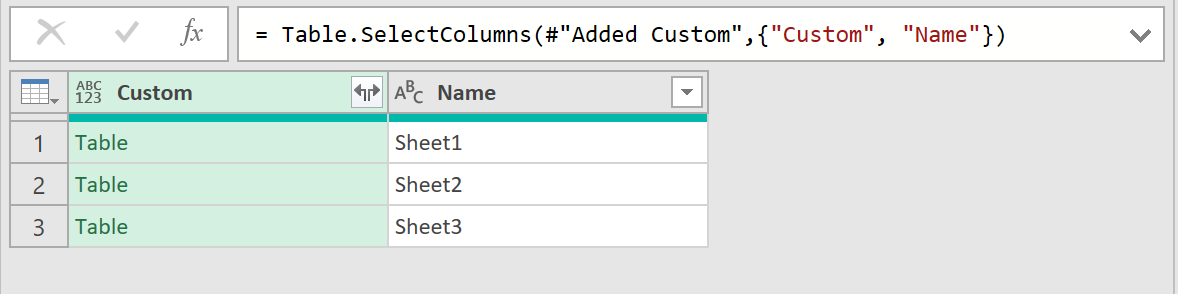 fx = Table.SelectColumns(#"Added Custom",{"Custom", "Name"})
ABC 123 Custom ABC Name
1 Table Sheet1
2 Table Sheet2
3 Table Sheet3